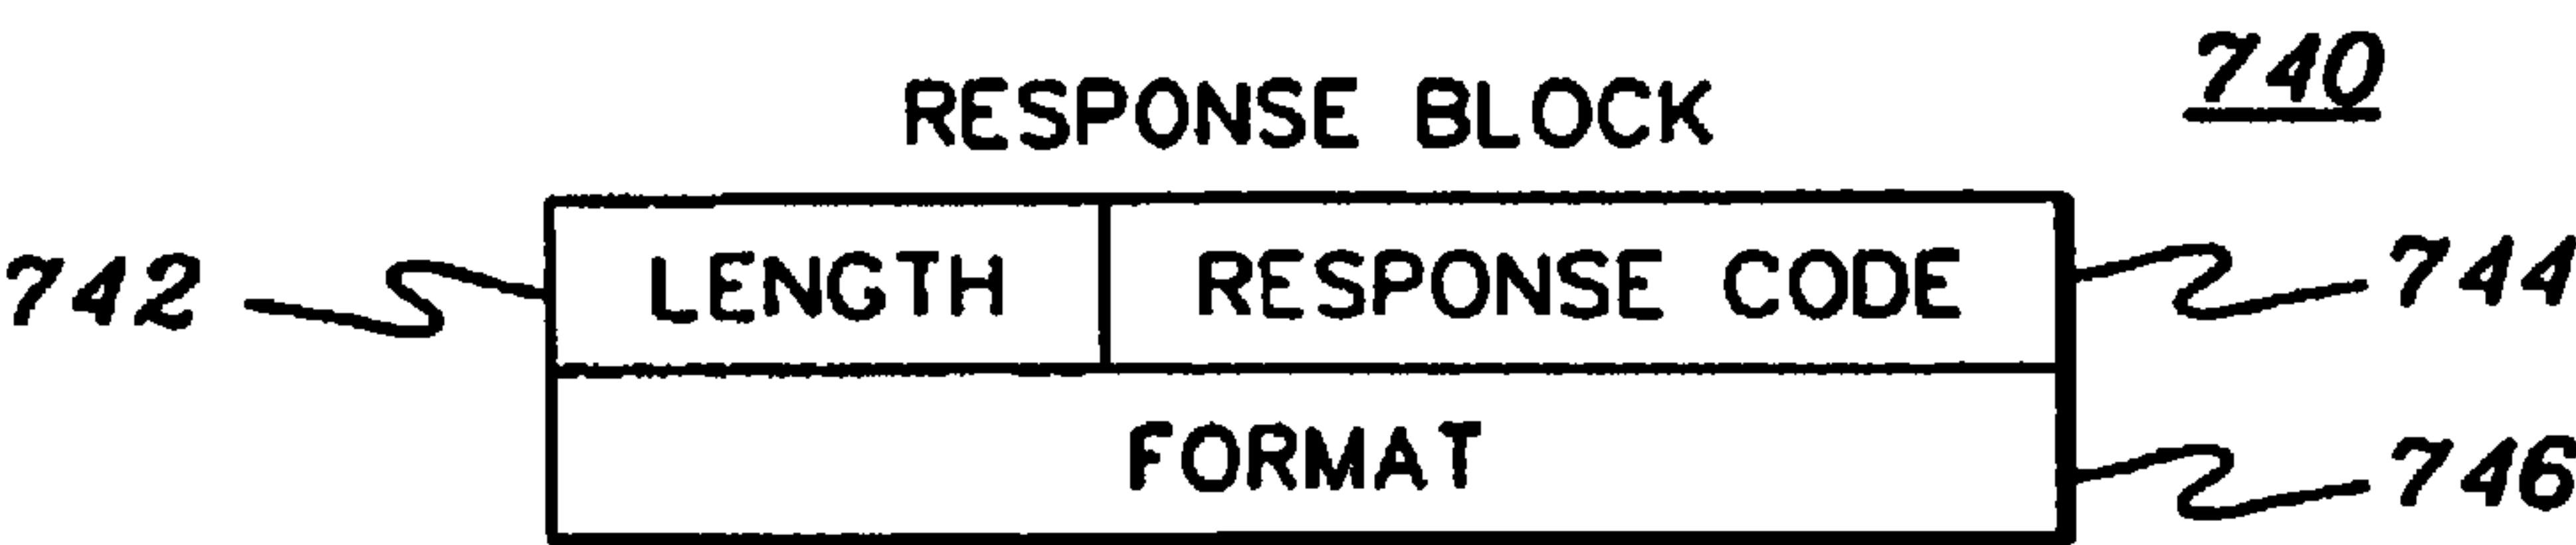 740
RESPONSE BLOCK
742 LENGTH RESPONSE CODE 744
FORMAT 746